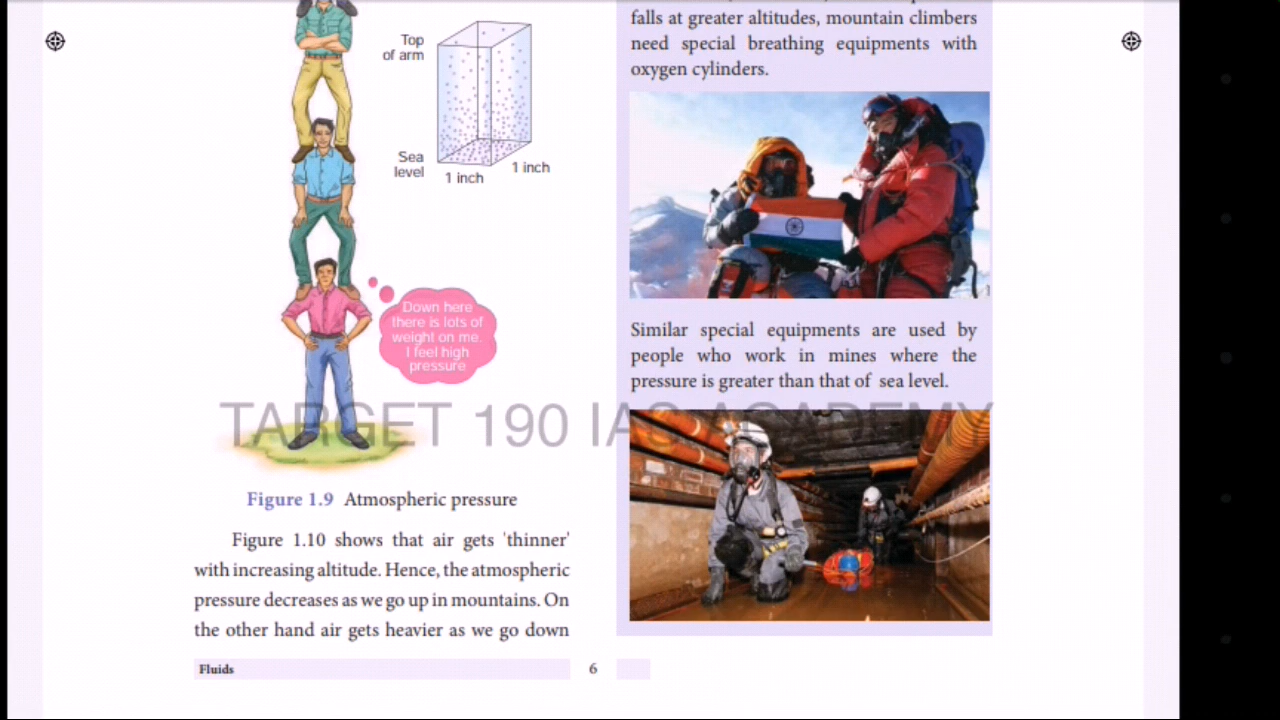 Top
of arm
Sea
level
1 inch
1 inch
Down here
there is lots of
weight on me.
I feel high
pressure
Figure 1.9 Atmospheric pressure
Figure 1.10 shows that air gets 'thinner'
with increasing altitude. Hence, the atmospheric
pressure decreases as we go up in mountains. On
the other hand air gets heavier as we go down
falls at greater altitudes, mountain climbers
need special breathing equipments with
oxygen cylinders.
Similar special equipments are used by
people who work in mines where the
pressure is greater than that of sea level.
TARGET 190 IAS ACADEMY
Fluids
6